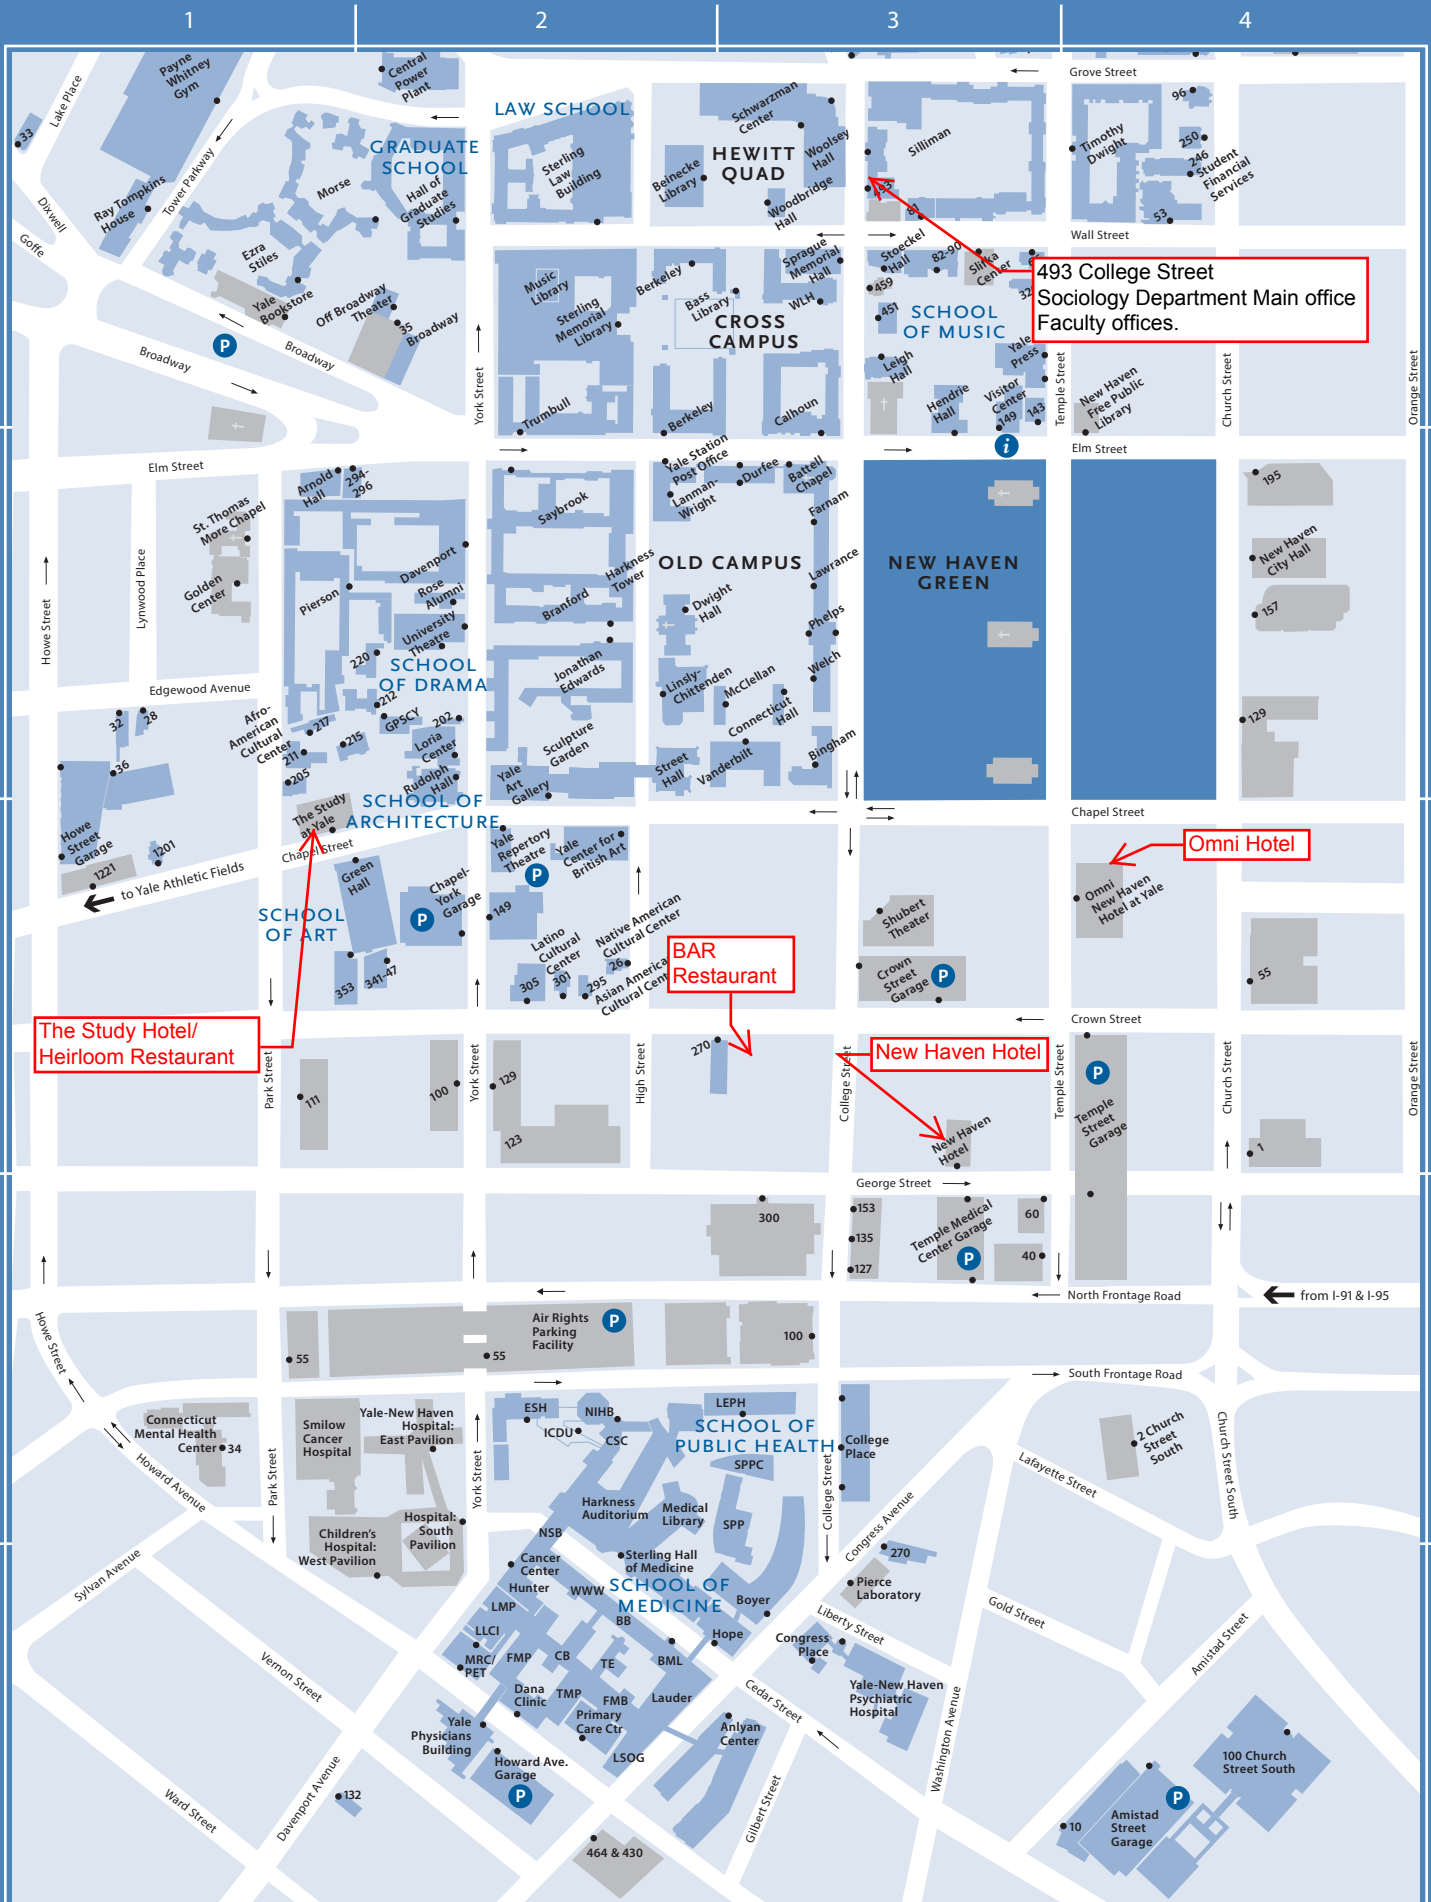 1
2
3
4
Payne
Whitney
Gym
Lake Place
33
Central
Power
Plant
LAW SCHOOL
Schwarzman
Center
Woolsey
Hall
Grove Street
96
250
246
Student
Financial
Services
Timothy
Dwight
53
Silliman
GRADUATE
SCHOOL
Sterling
Law
Building
HEWITT
QUAD
Beinecke
Library
Woodbridge
Hall
493
81
Tower Parkway
Ray Tompkins
House
Morse
Hall of
Graduate
Studies
Dixwell
Goffe
Ezra
Stiles
Wall Street
Yale
Bookstore
Off Broadway
Theater
35
Broadway
P
Broadway
Broadway
Music
Library
Sterling
Memorial
Library
Berkeley
Bass
Library
CROSS
CAMPUS
Sprague
Memorial
Hall
WLH
Stoeckel
Hall
82-90
Slifka
Center
459
451
SCHOOL
OF MUSIC
493 College Street
Sociology Department Main office
Faculty offices.
Leigh
Hall
Yale
Press
Hendrie
Hall
Visitor
Center
149
143
New Haven
Free Public
Library
York Street
Temple Street
Church Street
Orange Street
Trumbull
Berkeley
Calhoun
i
Elm Street
Elm Street
Arnold
Hall
294-
296
St. Thomas
More Chapel
Golden
Center
Lynwood Place
Howe Street
Pierson
Davenport
Rose
Alumni
University
Theatre
220
SCHOOL
OF DRAMA
212
GPSCY
202
Saybrook
Harkness
Tower
Branford
Jonathan
Edwards
Yale Station
Post Office
Lanman-
Wright
Durfee
Battell
Chapel
Farnam
OLD CAMPUS
Lawrance
Dwight
Hall
Phelps
Welch
Linsly-
Chittenden
McClellan
Connecticut
Hall
NEW HAVEN
GREEN
195
New Haven
City Hall
157
129
Edgewood Avenue
32
28
36
Afro-
American
Cultural
Center
217
211
215
205
Loria
Center
Rudolph
Hall
Yale
Art
Gallery
Sculpture
Garden
Street
Hall
Vanderbilt
Bingham
The Study
at Yale
SCHOOL OF
ARCHITECTURE
Chapel Street
Chapel Street
Howe
Street
Garage
1221
1201
to Yale Athletic Fields
Green
Hall
Chapel-
York
Garage
P
SCHOOL
OF ART
353
341-47
Yale
Repertory
Theatre
Yale
Center for
British Art
P
149
Latino
Cultural
Center
Native American
Cultural Center
26
305
301
295
Asian America
Cultural Cent
BAR
Restaurant
Shubert
Theater
Crown
Street
Garage
P
Omni Hotel
Omni
New Haven
Hotel at Yale
55
Crown Street
The Study Hotel/
Heirloom Restaurant
Park Street
111
100
York Street
129
123
High Street
270
College Street
New Haven Hotel
New Haven
Hotel
Temple Street
P
Temple
Street
Garage
Church Street
1
Orange Street
George Street
300
153
135
127
Temple Medical
Center Garage
P
60
40
North Frontage Road
from I-91 & I-95
Howe Street
55
55
Air Rights
Parking
Facility
P
100
South Frontage Road
Connecticut
Mental Health
Center
34
Howard Avenue
Park Street
Smilow
Cancer
Hospital
Yale-New Haven
Hospital:
East Pavilion
York Street
Hospital:
South
Pavilion
Children's
Hospital:
West Pavilion
ESH
NIHB
ICDU
CSC
LEPH
SCHOOL OF
PUBLIC HEALTH
SPPC
College
Place
College Street
Harkness
Auditorium
Medical
Library
SPP
NSB
Cancer
Center
Sterling Hall
of Medicine
Hunter
WWW
SCHOOL OF
MEDICINE
Boyer
LMP
BB
LLCI
Hope
MRC/
PET
FMP
CB
TE
BML
Dana
Clinic
TMP
FMB
Lauder
Primary
Care Ctr
LSOG
Yale
Physicians
Building
Howard Ave.
Garage
P
Anlyan
Center
464 & 430
132
Sylvan Avenue
Vernon Street
Ward Street
Davenport Avenue
Congress Avenue
270
Pierce
Laboratory
Liberty Street
Congress
Place
Yale-New Haven
Psychiatric
Hospital
Cedar Street
Gilbert Street
Washington Avenue
Lafayette Street
2 Church
Street
South
Church Street South
Gold Street
Amistad Street
100 Church
Street South
P
Amistad
Street
Garage
10